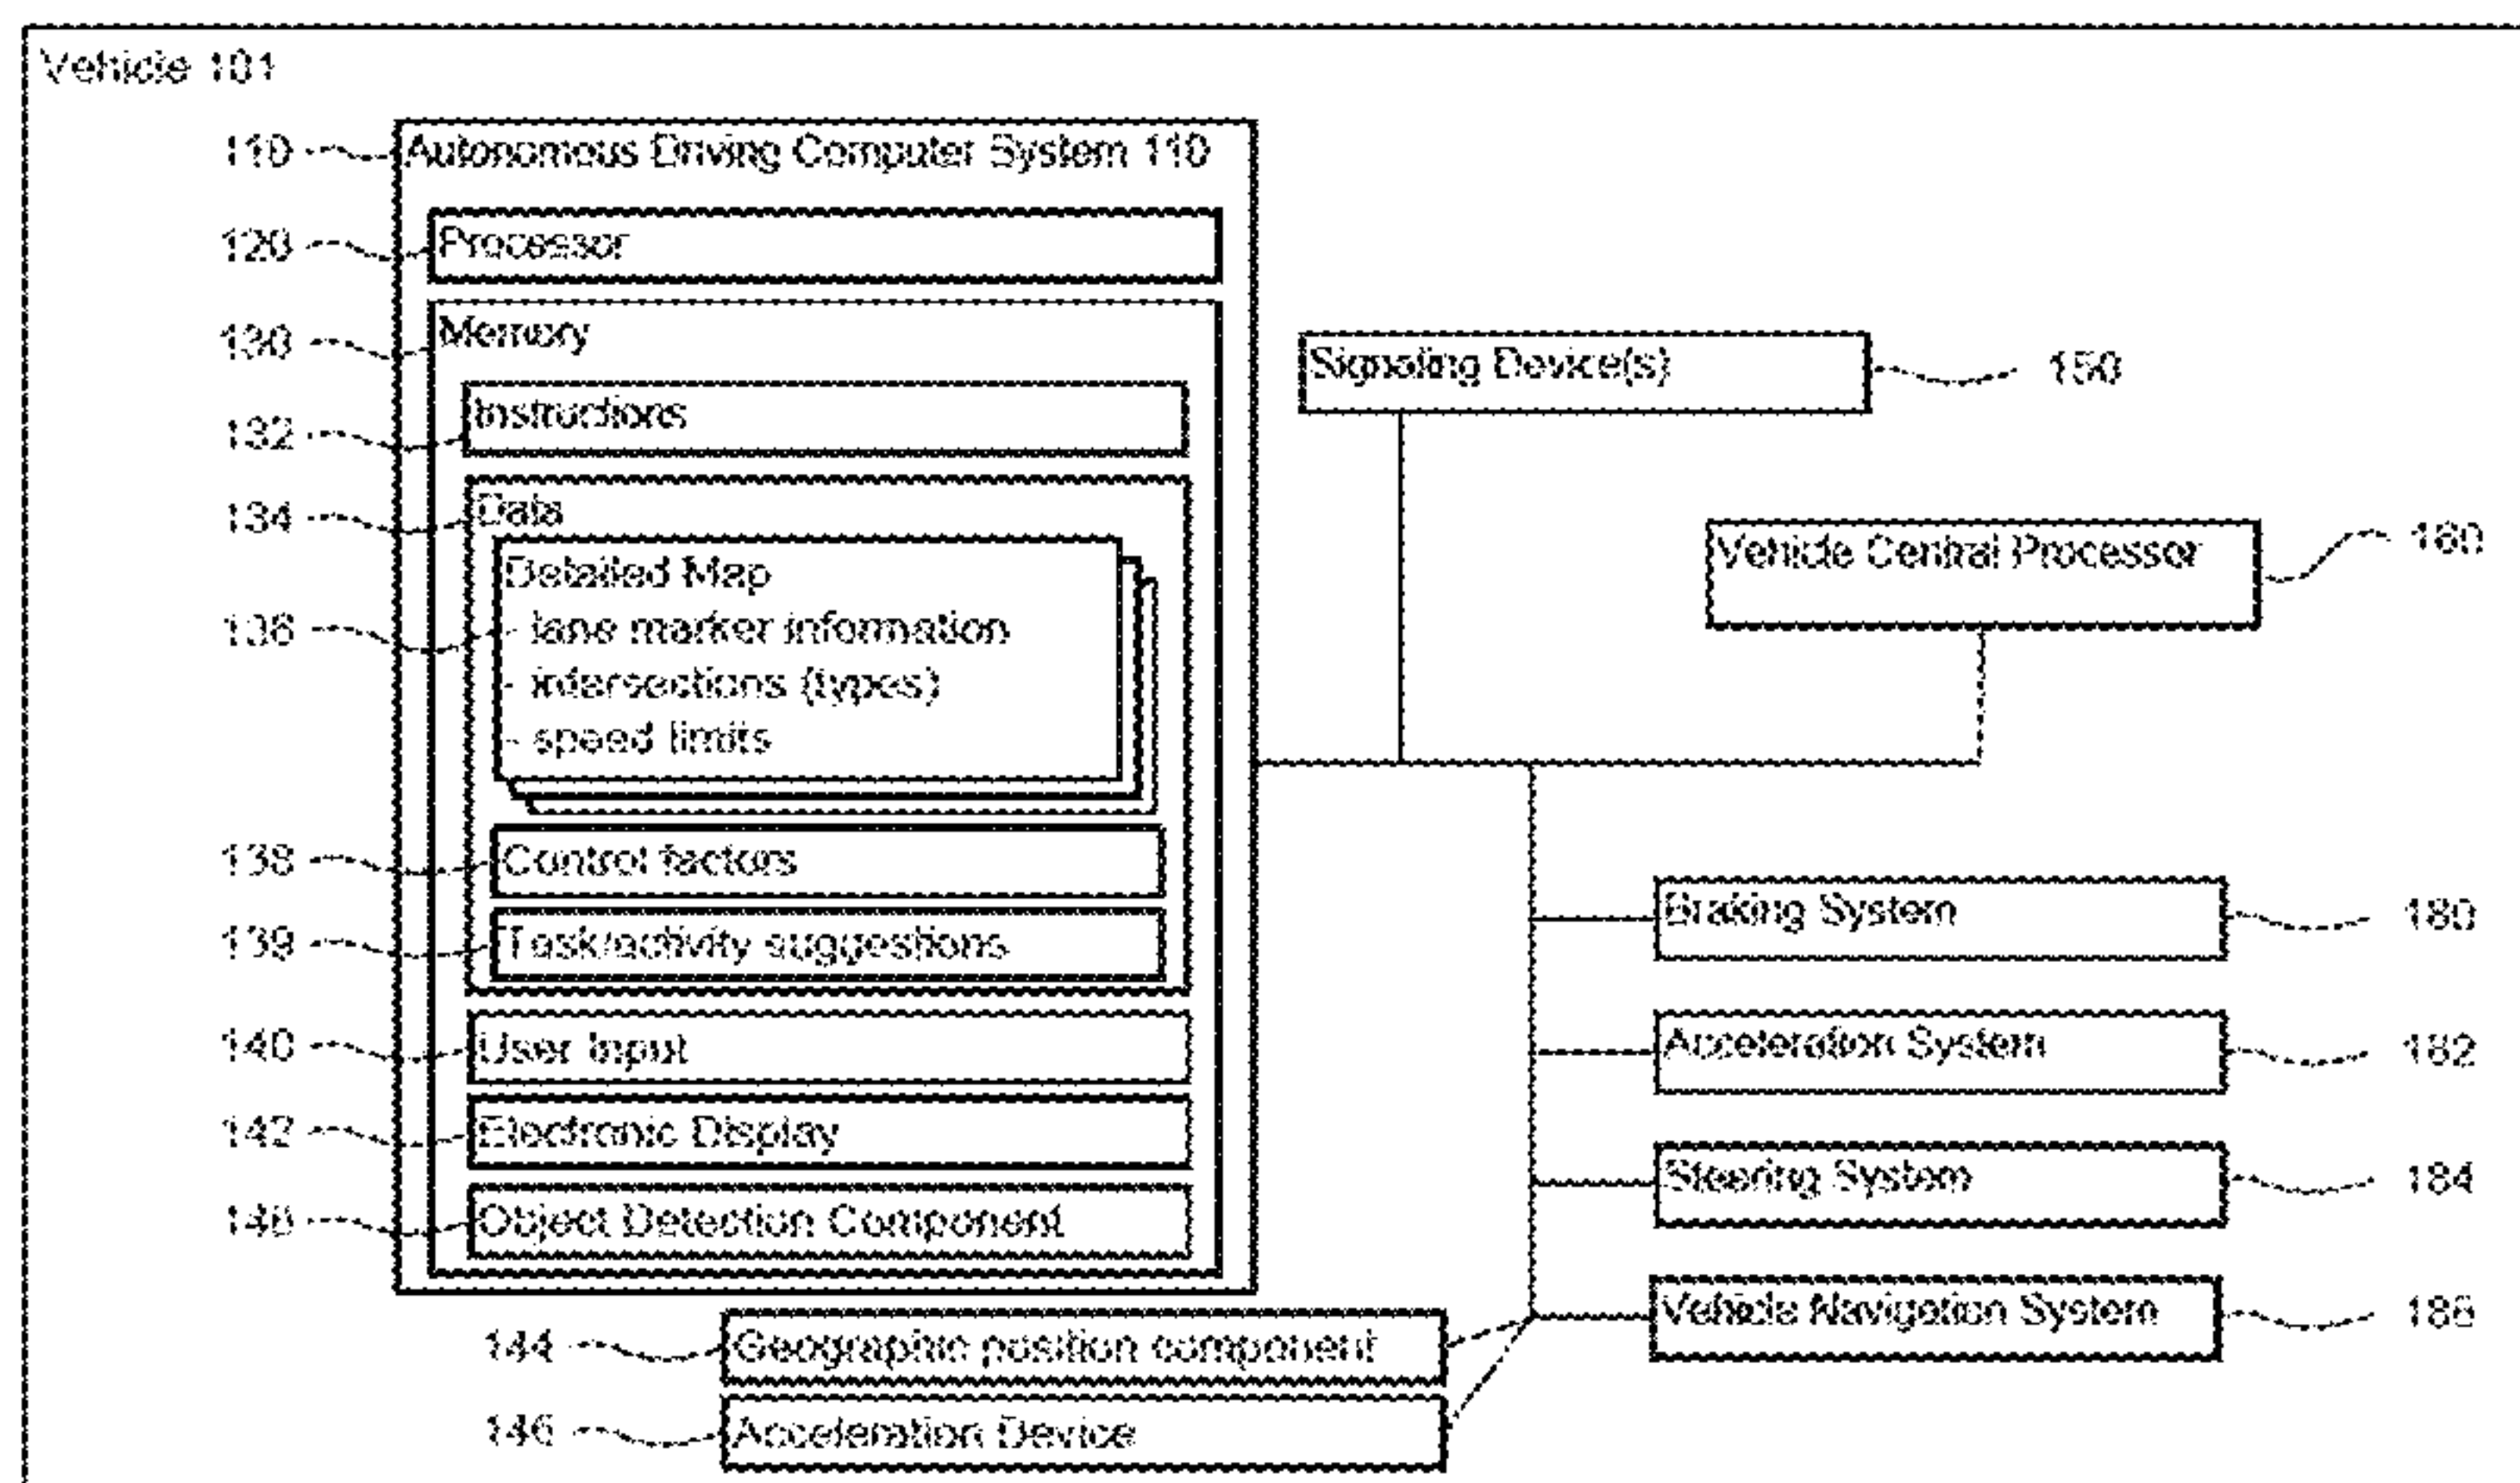 Vehicle 101
110 Autonomous Driving Computer System 110
120 Processor
130 Memory
Signaling Device(s) 150
132 Instructions
134 Data
Vehicle Central Processor 160
Detailed Map
136 - lane marker information
- intersections (types)
- speed limits
138 Control factors
Braking System 180
139 Task/activity suggestions
140 User Input
Acceleration System 182
142 Electronic Display
Steering System 184
148 Object Detection Component
Vehicle Navigation System 186
144 Geographic position component
146 Acceleration Device